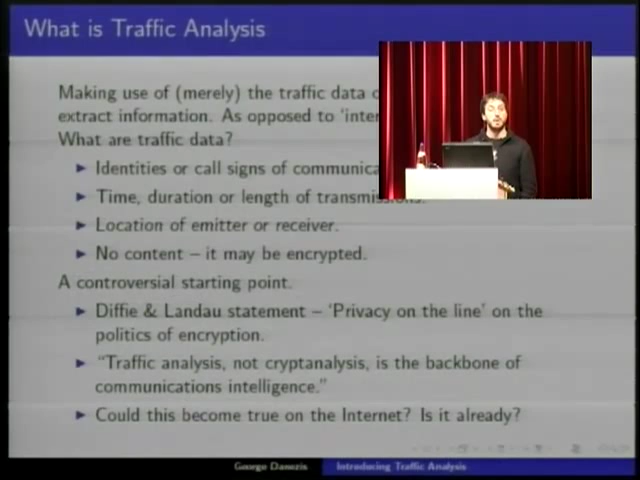 What is Traffic Analysis
Making use of (merely) the traffic data
extract information. As opposed to
What are traffic data?
Identities or call signs of
Time, duration or length of transmissions.
Location of emitter or receiver.
No content – it may be encrypted.
A controversial starting point.
Diffie & Landau statement – 'Privacy on the line' on the
politics of encryption.
"Traffic analysis, not cryptanalysis, is the backbone of
communications intelligence."
Could this become true on the Internet? Is it already?
George Danezis
Introducing Traffic Analysis